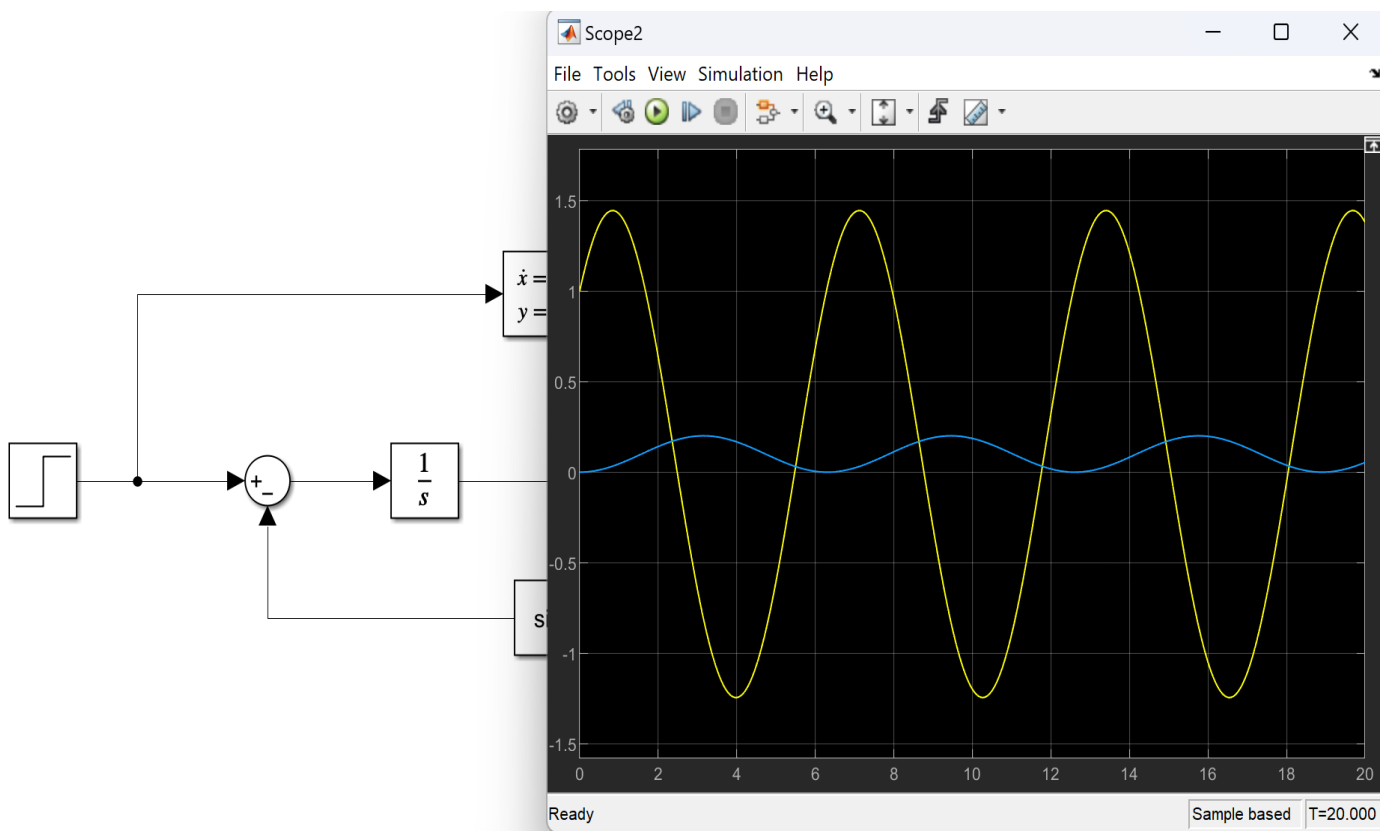 Scope2
File Tools View Simulation Help
1.5
1
0.5
0
-0.5
-1
-1.5
0 2 4 6 8 10 12 14 16 18 20
Ready Sample based T=20.000
ẋ =
y =
+
−
1
s
si